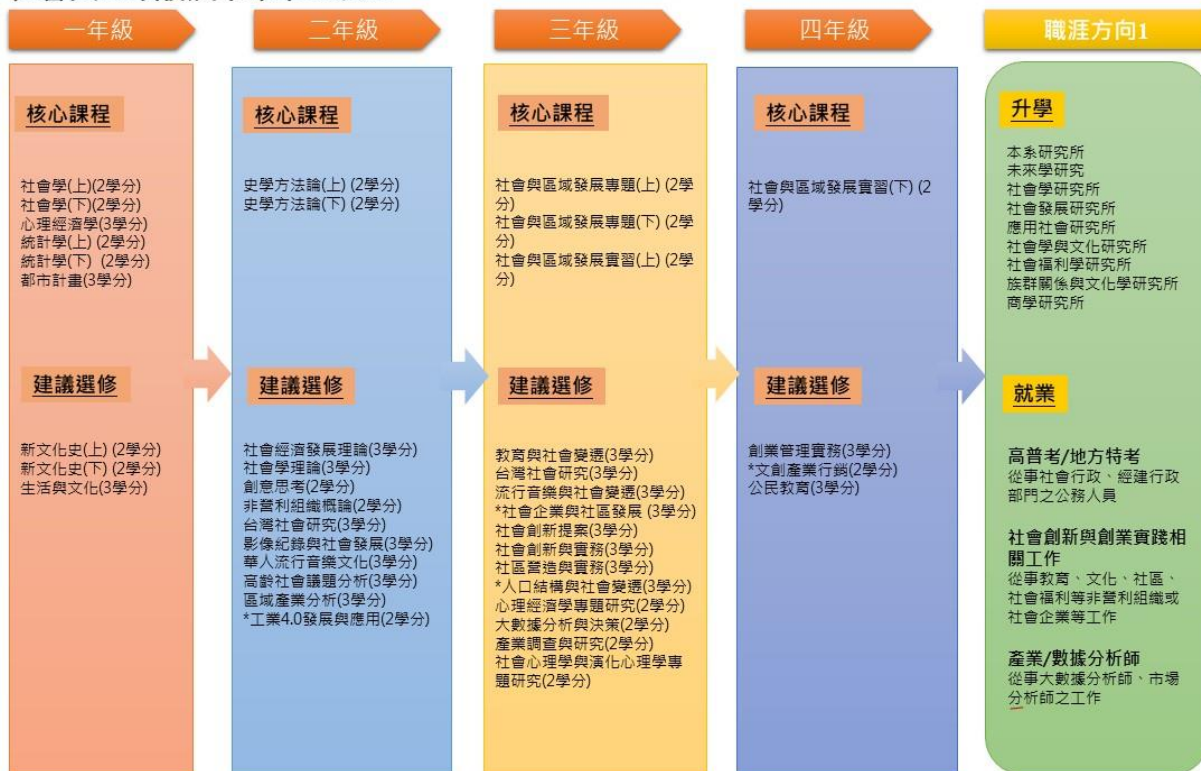 一年級
核心課程
社會學(上)(2學分)
社會學(下)(2學分)
心理經濟學(3學分)
統計學(上) (2學分)
統計學(下) (2學分)
都市計畫(3學分)
建議選修
新文化史(上) (2學分)
新文化史(下) (2學分)
生活與文化(3學分)
二年級
核心課程
史學方法論(上) (2學分)
史學方法論(下) (2學分)
建議選修
社會經濟發展理論(3學分)
社會學理論(3學分)
創意思考(2學分)
非營利組織概論(2學分)
台灣社會研究(3學分)
影像紀錄與社會發展(3學分)
華人流行音樂文化(3學分)
高齡社會議題分析(3學分)
區域產業分析(3學分)
*工業4.0發展與應用(2學分)
三年級
核心課程
社會與區域發展專題(上) (2學
分)
社會與區域發展專題(下) (2學
分)
社會與區域發展實習(上) (2學
分)
建議選修
教育與社會變遷(3學分)
台灣社會研究(3學分)
流行音樂與社會變遷(3學分)
*社會企業與社區發展 (3學分)
社會創新提案(3學分)
社會創新與實務(3學分)
社區營造與實務(3學分)
*人口結構與社會變遷(3學分)
心理經濟學專題研究(2學分)
大數據分析與決策(2學分)
產業調查與研究(2學分)
社會心理學與演化心理學專
題研究(2學分)
四年級
核心課程
社會與區域發展實習(下) (2
學分)
建議選修
創業管理實務(3學分)
*文創產業行銷(2學分)
公民教育(3學分)
職涯方向1
升學
本系研究所
未來學研究
社會學研究所
社會發展研究所
應用社會研究所
社會學與文化研究所
社會福利學研究所
族群關係與文化學研究所
商學研究所
就業
高普考/地方特考
從事社會行政、經建行政
部門之公務人員
社會創新與創業實踐相
關工作
從事教育、文化、社區、
社會福利等非營利組織或
社會企業等工作
產業/數據分析師
從事大數據分析師、市場
分析師之工作